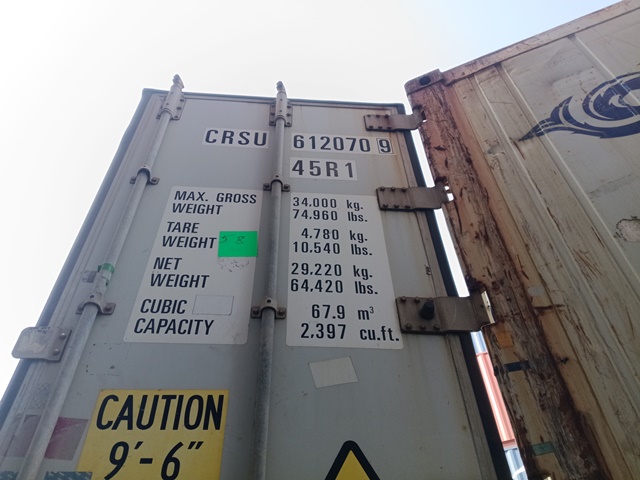 CRSU 612070 9
45R1
MAX. GROSS WEIGHT 34.000 kg.
74.960 lbs.
TARE WEIGHT 4.780 kg.
10.540 lbs.
NET WEIGHT 29.220 kg.
64.420 lbs.
CUBIC CAPACITY 67.9 m³
2,397 cu.ft.
CAUTION
9'-6"